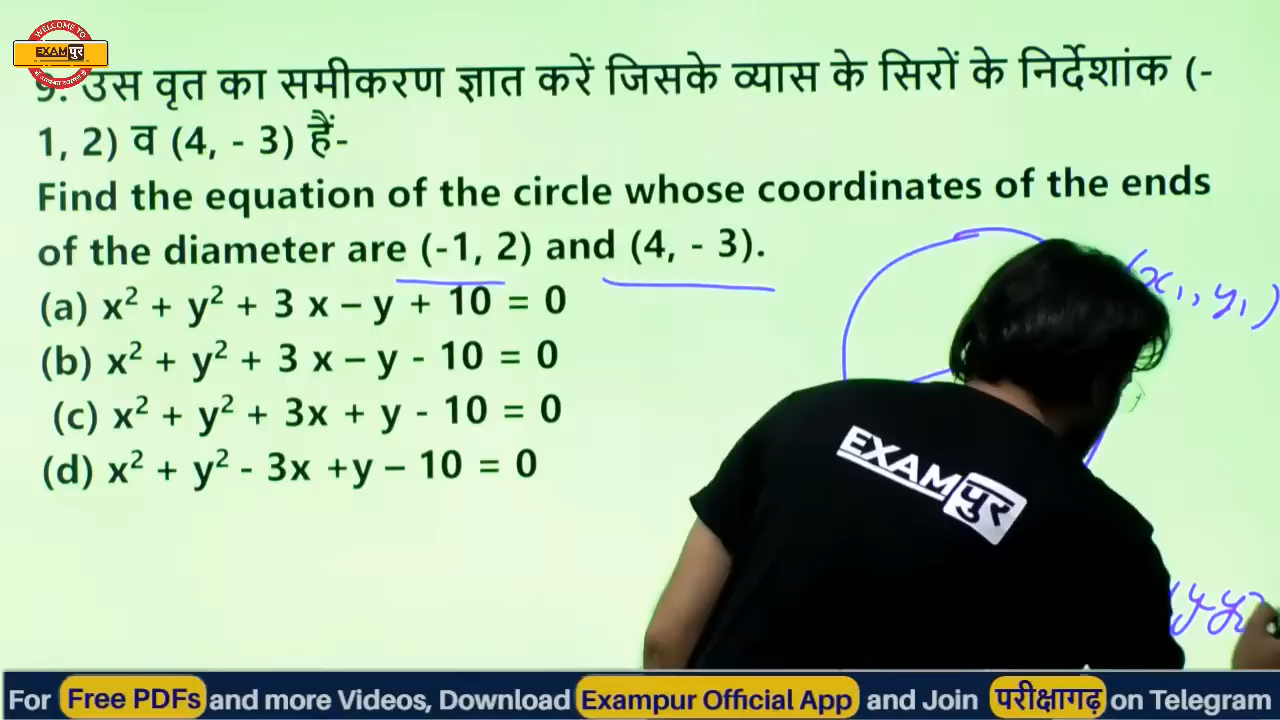 WELCOME TO
EXAMपुर
9. उस वृत का समीकरण ज्ञात करें जिसके व्यास के सिरों के निर्देशांक (-
1, 2) व (4, - 3) हैं-
Find the equation of the circle whose coordinates of the ends
of the diameter are (-1, 2) and (4, - 3).
(a) x² + y² + 3 x – y + 10 = 0
(b) x² + y² + 3 x – y - 10 = 0
(c) x² + y² + 3x + y - 10 = 0
(d) x² + y² - 3x +y – 10 = 0
(x₁, y₁)
EXAMपुर
y-y₂
For Free PDFs and more Videos, Download Exampur Official App and Join परीक्षागढ़ on Telegram